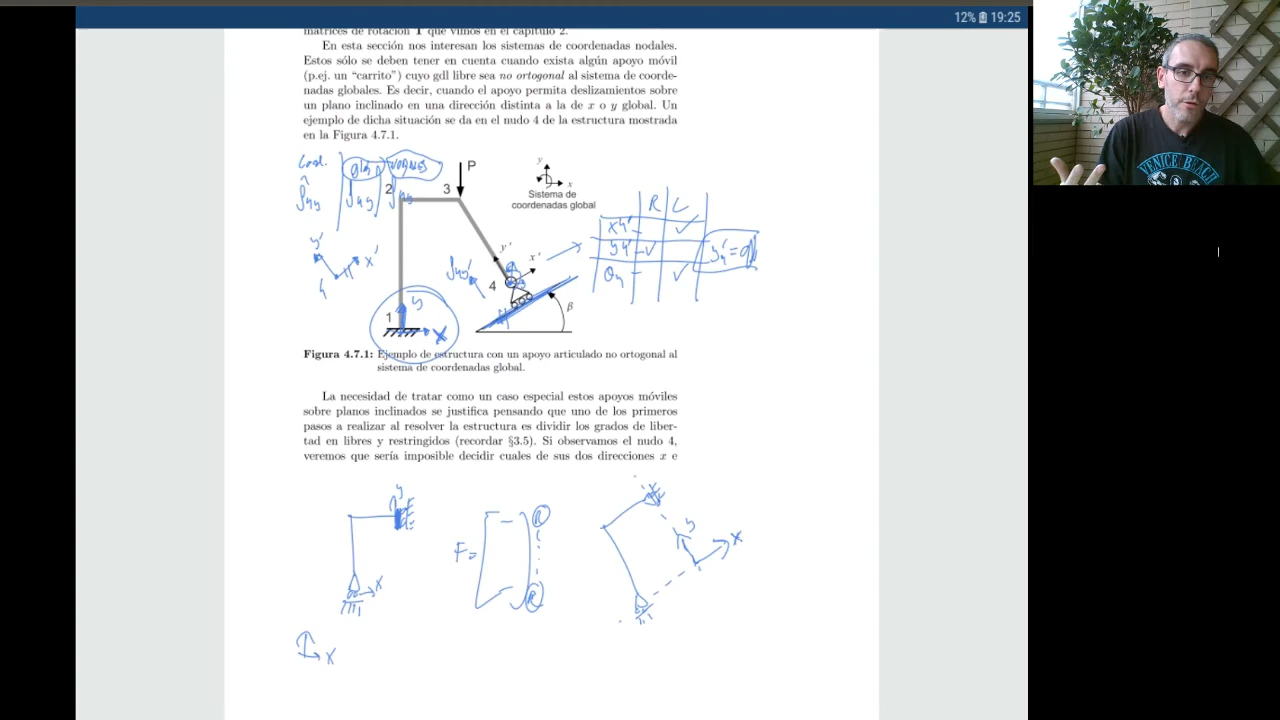 12% 19:25
matrices de rotación T que vimos en el capítulo 2.
En esta sección nos interesan los sistemas de coordenadas nodales.
Estos sólo se deben tener en cuenta cuando exista algún apoyo móvil
(p.ej. un “carrito”) cuyo gdl libre sea no ortogonal al sistema de coorde-
nadas globales. Es decir, cuando el apoyo permita deslizamientos sobre
un plano inclinado en una dirección distinta a la de x o y global. Un
ejemplo de dicha situación se da en el nudo 4 de la estructura mostrada
en la Figura 4.7.1.
P
2
3
y
x
Sistema de
coordenadas global
R L
y'
x'
y'
x'
4
4
β
1
y
x
VENICE BEACH
Figura 4.7.1: Ejemplo de estructura con un apoyo articulado no ortogonal al
sistema de coordenadas global.
La necesidad de tratar como un caso especial estos apoyos móviles
sobre planos inclinados se justifica pensando que uno de los primeros
pasos a realizar al resolver la estructura es dividir los grados de liber-
tad en libres y restringidos (recordar §3.5). Si observamos el nudo 4,
veremos que sería imposible decidir cuales de sus dos direcciones x e
y
x
F=
R
R
y
x
x